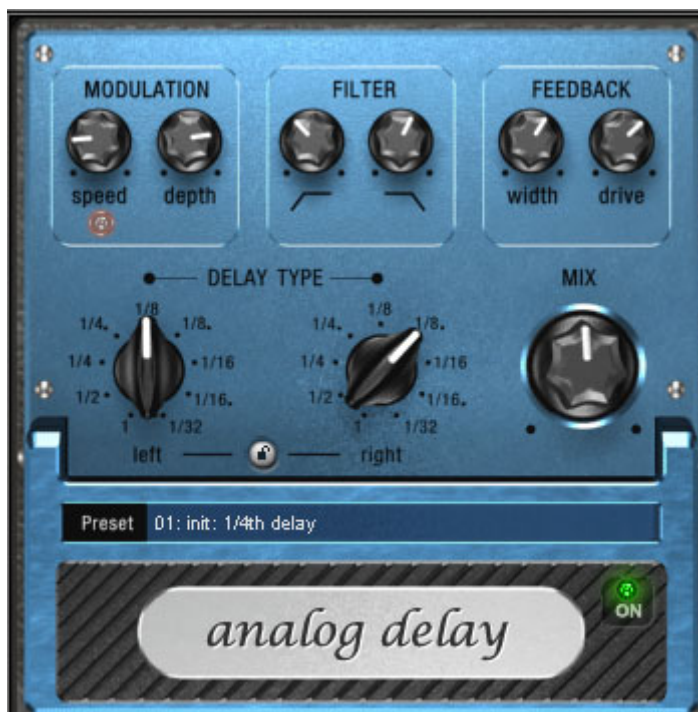 MODULATION FILTER FEEDBACK
speed depth width drive
DELAY TYPE MIX
1/8 1/8
1/4. 1/8. 1/4. 1/8.
1/4 1/16 1/4 1/16
1/2 1/16. 1/2 1/16.
1 1/32 1 1/32
left right
Preset 01: init: 1/4th delay
ON
analog delay